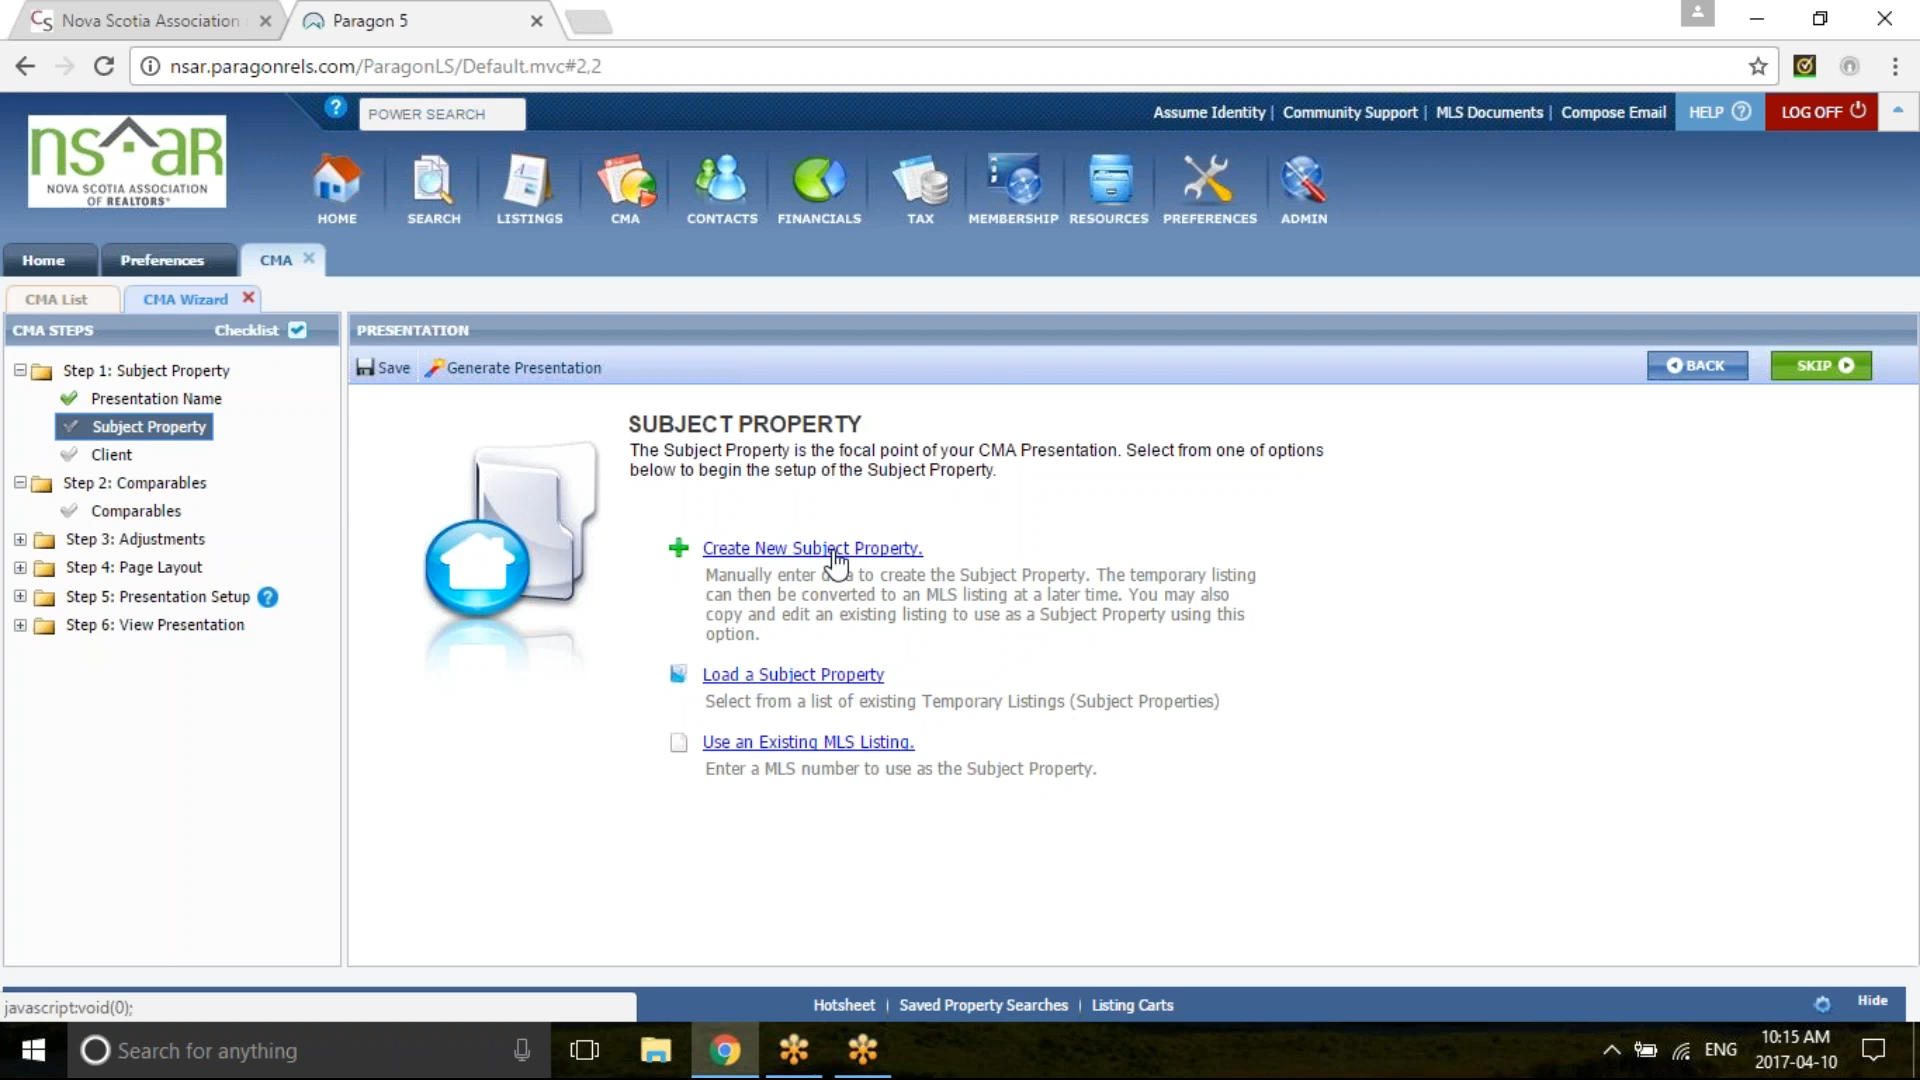 CS Nova Scotia Association
Paragon 5
nsar.paragonrels.com/ParagonLS/Default.mvc#2,2
nsaR
NOVA SCOTIA ASSOCIATION
OF REALTORS®
?
POWER SEARCH
Assume Identity | Community Support | MLS Documents | Compose Email
HELP ?
LOG OFF
HOME
SEARCH
LISTINGS
CMA
CONTACTS
FINANCIALS
TAX
MEMBERSHIP
RESOURCES
PREFERENCES
ADMIN
Home
Preferences
CMA
CMA List
CMA Wizard
CMA STEPS
Checklist
PRESENTATION
Save
Generate Presentation
BACK
SKIP
Step 1: Subject Property
Presentation Name
Subject Property
Client
Step 2: Comparables
Comparables
Step 3: Adjustments
Step 4: Page Layout
Step 5: Presentation Setup ?
Step 6: View Presentation
SUBJECT PROPERTY
The Subject Property is the focal point of your CMA Presentation. Select from one of options
below to begin the setup of the Subject Property.
Create New Subject Property.
Manually enter data to create the Subject Property. The temporary listing
can then be converted to an MLS listing at a later time. You may also
copy and edit an existing listing to use as a Subject Property using this
option.
Load a Subject Property
Select from a list of existing Temporary Listings (Subject Properties)
Use an Existing MLS Listing.
Enter a MLS number to use as the Subject Property.
javascript:void(0);
Hotsheet | Saved Property Searches | Listing Carts
Hide
Search for anything
ENG
10:15 AM
2017-04-10